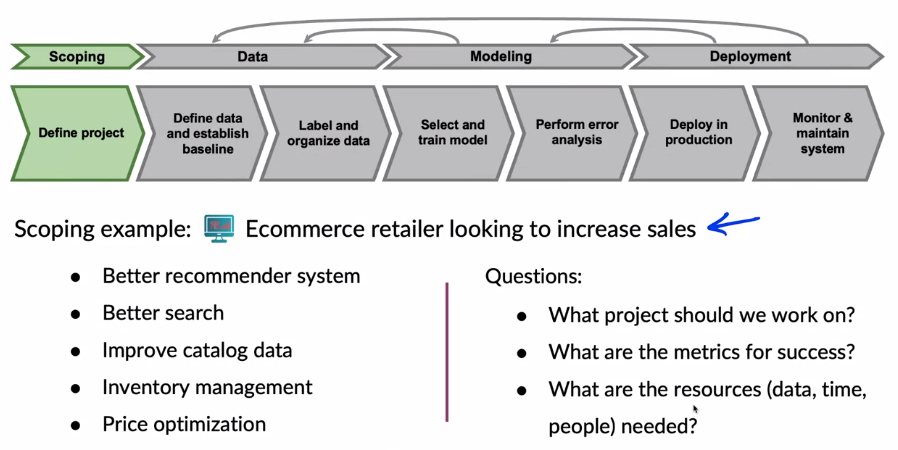 Scoping
Data
Modeling
Deployment
Define project
Define data
and establish
baseline
Label and
organize data
Select and
train model
Perform error
analysis
Deploy in
production
Monitor &
maintain
system
Scoping example: Ecommerce retailer looking to increase sales
● Better recommender system
● Better search
● Improve catalog data
● Inventory management
● Price optimization
Questions:
● What project should we work on?
● What are the metrics for success?
● What are the resources (data, time,
people) needed?